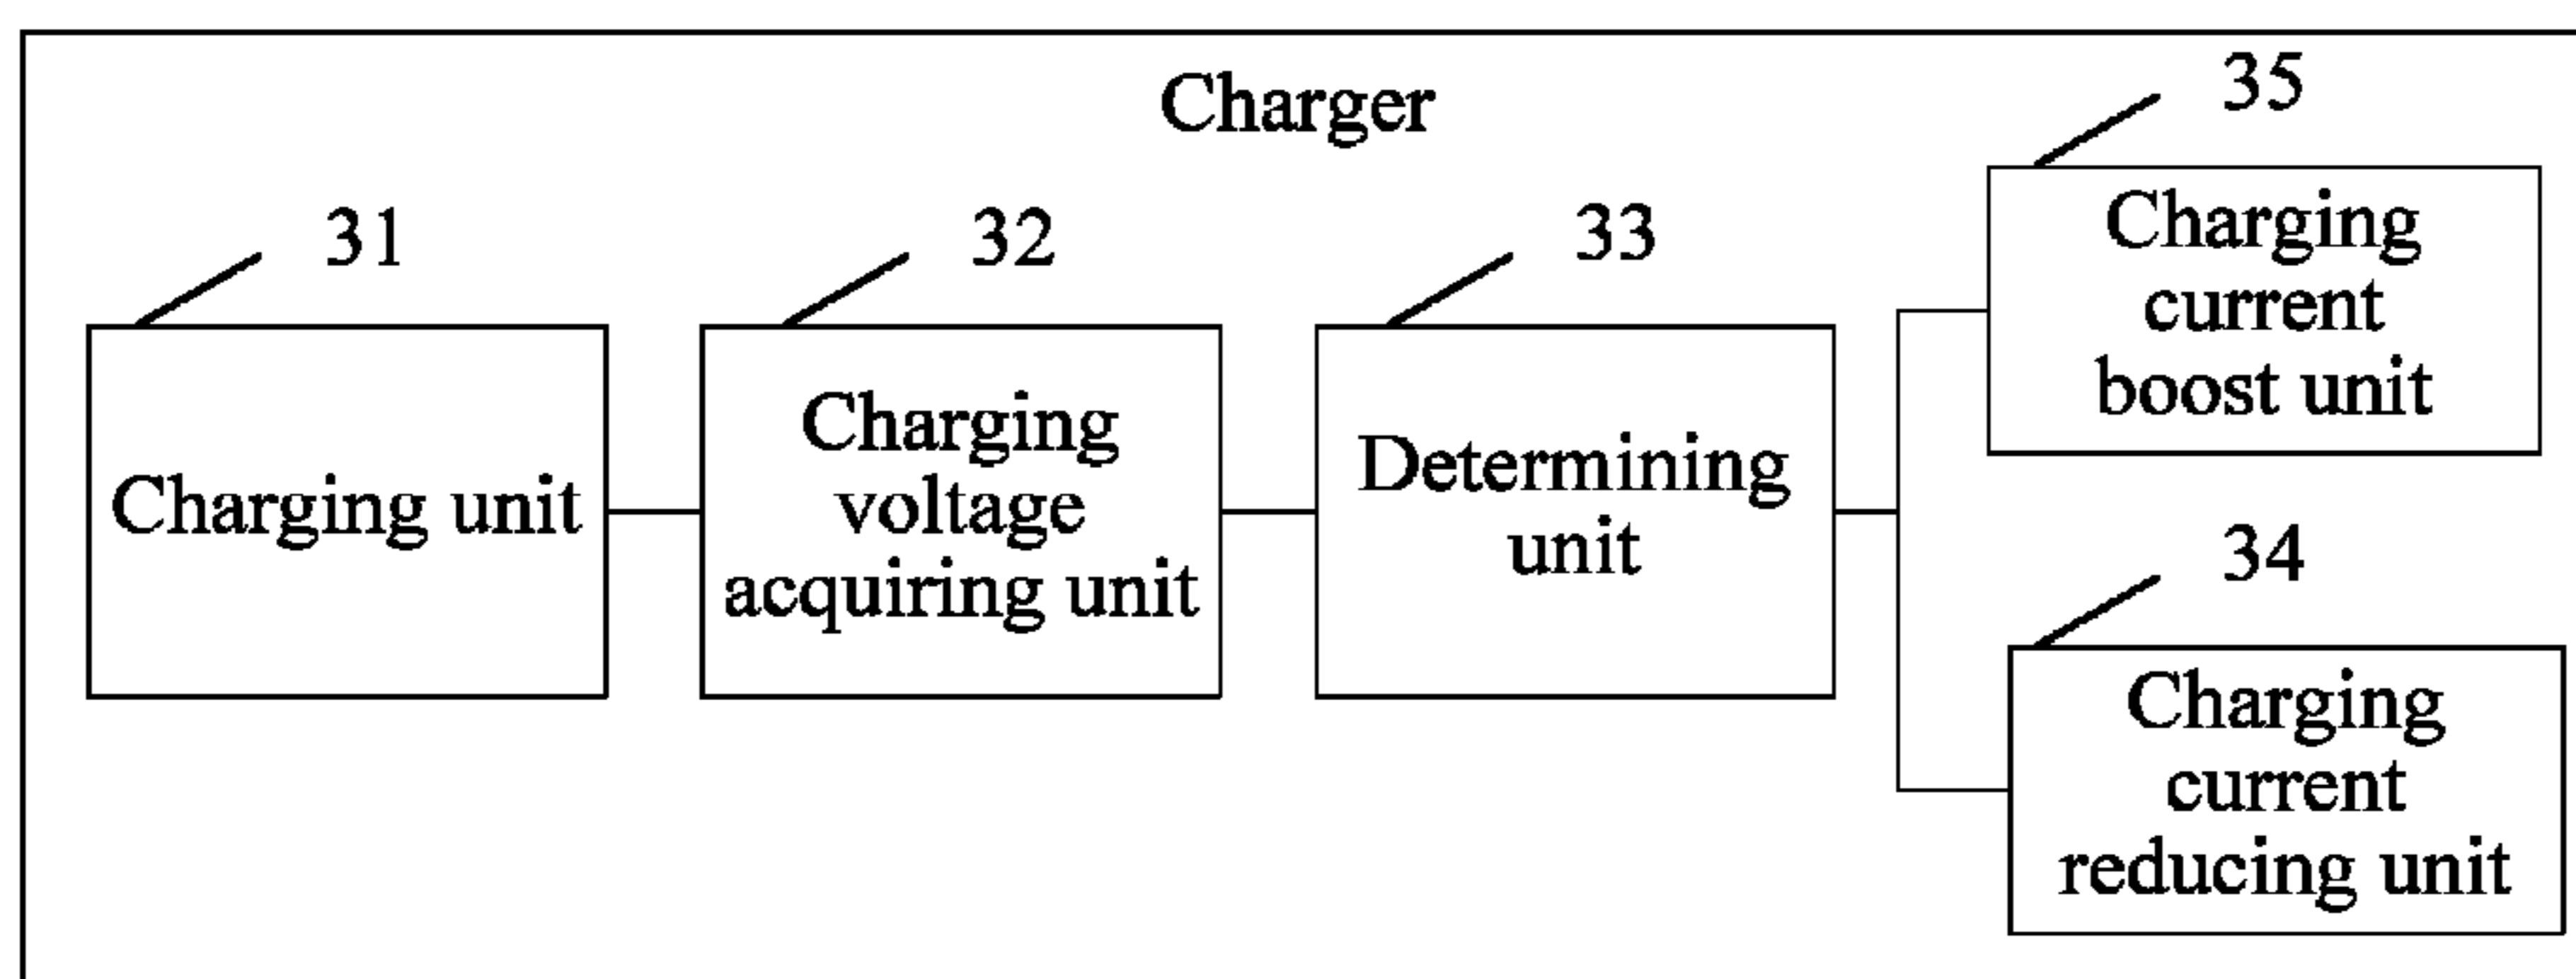 Charger
31
Charging unit
32
Charging
voltage
acquiring unit
33
Determining
unit
35
Charging
current
boost unit
34
Charging
current
reducing unit